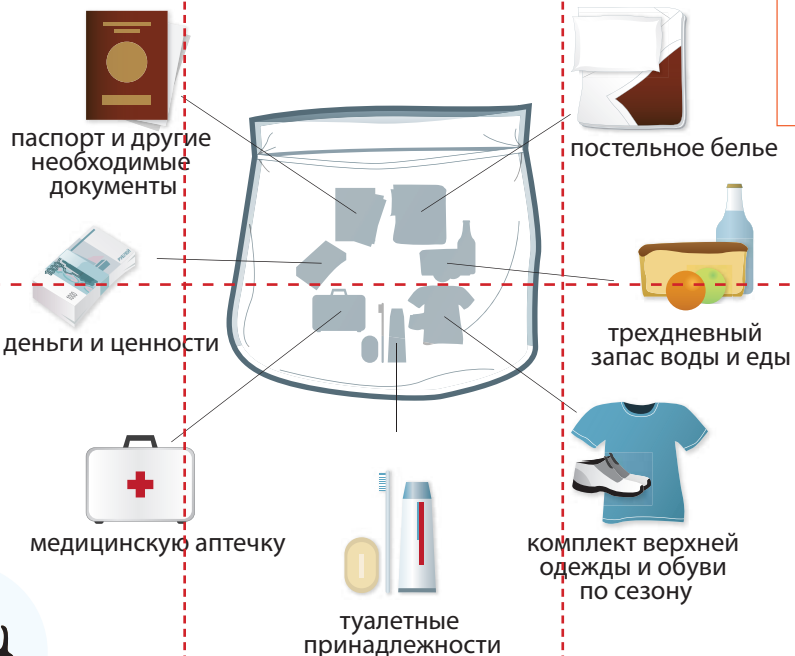 паспорт и другие
необходимые
документы
постельное белье
деньги и ценности
трехдневный
запас воды и еды
медицинскую аптечку
комплект верхней
одежды и обуви
по сезону
туалетные
принадлежности